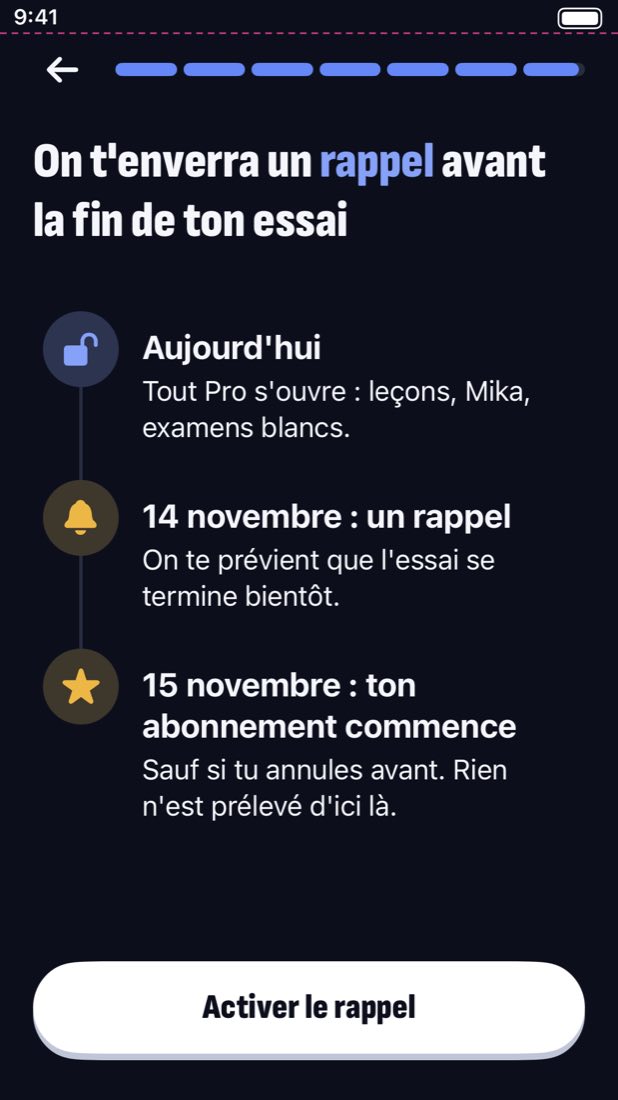 9:41
On t'enverra un rappel avant
la fin de ton essai
Aujourd'hui
Tout Pro s'ouvre : leçons, Mika,
examens blancs.
14 novembre : un rappel
On te prévient que l'essai se
termine bientôt.
15 novembre : ton
abonnement commence
Sauf si tu annules avant. Rien
n'est prélevé d'ici là.
Activer le rappel